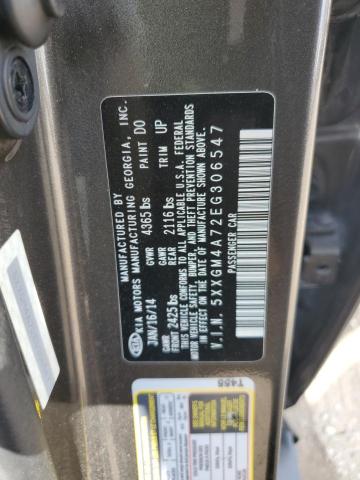 KIA
MANUFACTURED BY
KIA MOTORS MANUFACTURING GEORGIA, INC.
JAN/16/14 PAINT DO
GVWR 4365 lbs
TRIM UP
GAWR FRONT 2425 lbs GAWR REAR 2116 lbs
THIS VEHICLE CONFORMS TO ALL APPLICABLE U.S.A. FEDERAL
MOTOR VEHICLE SAFETY, BUMPER, AND THEFT PREVENTION STANDARDS
IN EFFECT ON THE DATE OF MANUFACTURE SHOWN ABOVE.
V.I.N. 5XXGM4A72EG306547
PASSENGER CAR
T455